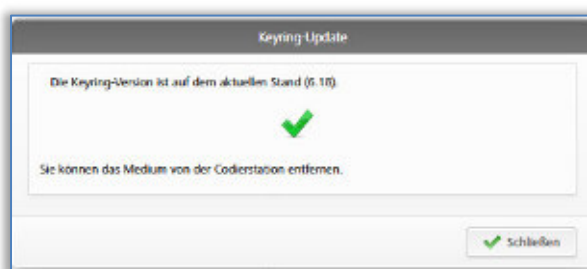 Keyring-Update
Die Keyring-Version ist auf dem aktuellen Stand (6.18).
Sie können das Medium von der Codierstation entfernen.
Schließen